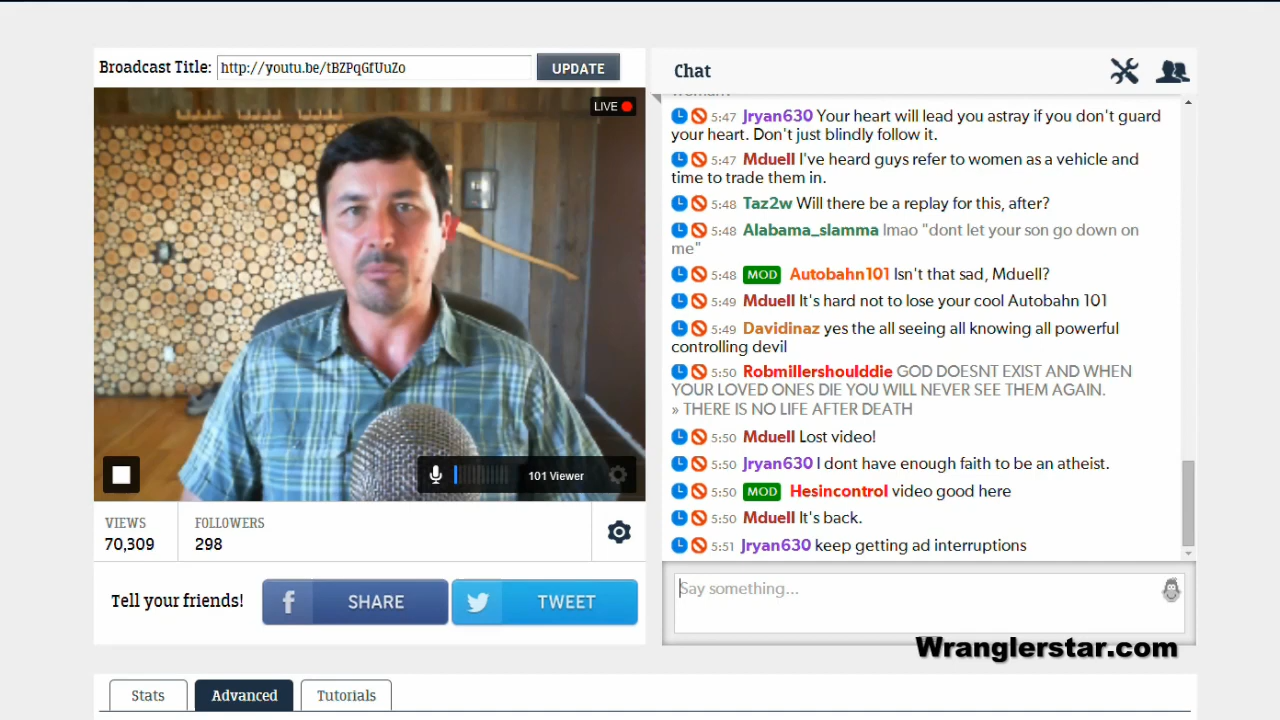 Broadcast Title: http://youtu.be/tBZPqGfUuZo UPDATE
LIVE
101 Viewer
VIEWS
70,309
FOLLOWERS
298
Tell your friends! f SHARE TWEET
Chat
5:47 Jryan630 Your heart will lead you astray if you don't guard
your heart. Don't just blindly follow it.
5:47 Mduell I've heard guys refer to women as a vehicle and
time to trade them in.
5:48 Taz2w Will there be a replay for this, after?
5:48 Alabama_slamma lmao "dont let your son go down on
me"
5:48 MOD Autobahn101 Isn't that sad, Mduell?
5:49 Mduell It's hard not to lose your cool Autobahn 101
5:49 Davidinaz yes the all seeing all knowing all powerful
controlling devil
5:50 Robmillershoulddie GOD DOESNT EXIST AND WHEN
YOUR LOVED ONES DIE YOU WILL NEVER SEE THEM AGAIN.
» THERE IS NO LIFE AFTER DEATH
5:50 Mduell Lost video!
5:50 Jryan630 I dont have enough faith to be an atheist.
5:50 MOD Hesincontrol video good here
5:50 Mduell It's back.
5:51 Jryan630 keep getting ad interruptions
Say something...
Wranglerstar.com
Stats Advanced Tutorials